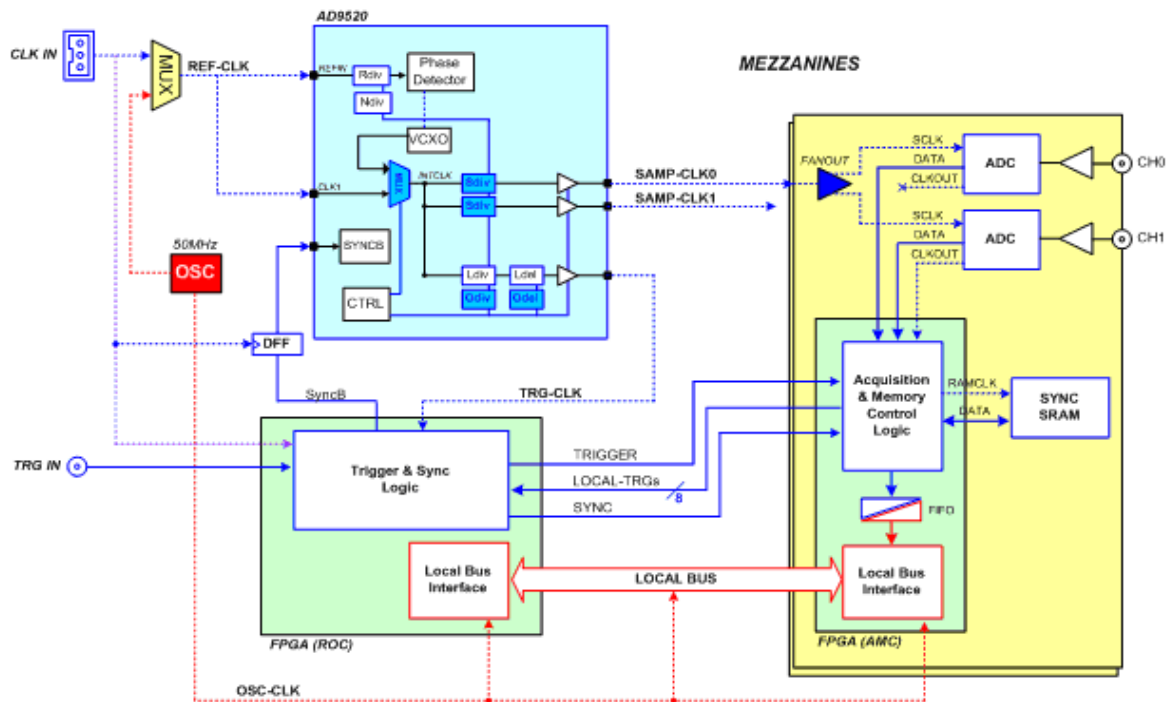 AD9520
CLK IN
MUX
REF-CLK
REFIN
Rdiv
Phase
Detector
Ndiv
VCXO
MUX
CLK1
INTCLK
Sdiv
Sdiv
SAMP-CLK0
SAMP-CLK1
MEZZANINES
FANOUT
SCLK
DATA
CLKOUT
ADC
CH0
SCLK
DATA
CLKOUT
ADC
CH1
50MHz
OSC
SYNCB
CTRL
Ldiv
Ldel
Odiv
Odel
DFF
SyncB
TRG-CLK
TRG IN
Trigger & Sync
Logic
TRIGGER
LOCAL-TRGs
8
SYNC
Acquisition
& Memory
Control
Logic
RAMCLK
DATA
SYNC
SRAM
FIFO
Local Bus
Interface
LOCAL BUS
Local Bus
Interface
FPGA (ROC)
FPGA (AMC)
OSC-CLK